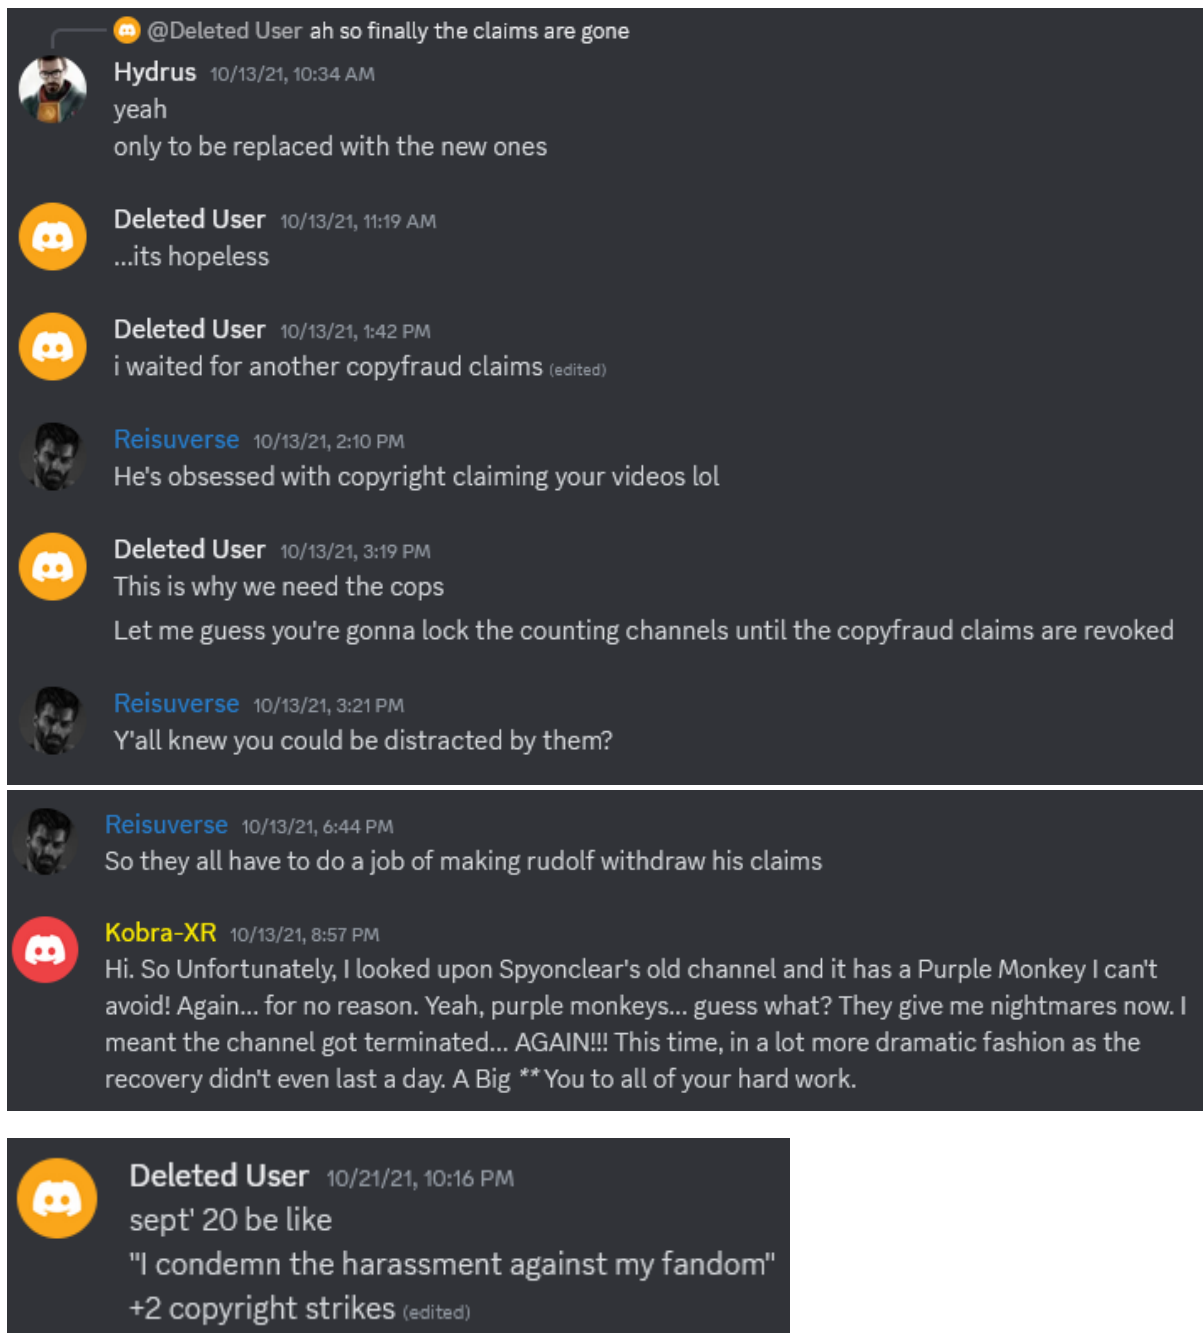 @Deleted User ah so finally the claims are gone
Hydrus 10/13/21, 10:34 AM
yeah
only to be replaced with the new ones
Deleted User 10/13/21, 11:19 AM
...its hopeless
Deleted User 10/13/21, 1:42 PM
i waited for another copyfraud claims (edited)
Reisuverse 10/13/21, 2:10 PM
He's obsessed with copyright claiming your videos lol
Deleted User 10/13/21, 3:19 PM
This is why we need the cops
Let me guess you're gonna lock the counting channels until the copyfraud claims are revoked
Reisuverse 10/13/21, 3:21 PM
Y'all knew you could be distracted by them?
Reisuverse 10/13/21, 6:44 PM
So they all have to do a job of making rudolf withdraw his claims
Kobra-XR 10/13/21, 8:57 PM
Hi. So Unfortunately, I looked upon Spyonclear's old channel and it has a Purple Monkey I can't
avoid! Again... for no reason. Yeah, purple monkeys... guess what? They give me nightmares now. I
meant the channel got terminated... AGAIN!!! This time, in a lot more dramatic fashion as the
recovery didn't even last a day. A Big ** You to all of your hard work.
Deleted User 10/21/21, 10:16 PM
sept' 20 be like
"I condemn the harassment against my fandom"
+2 copyright strikes (edited)